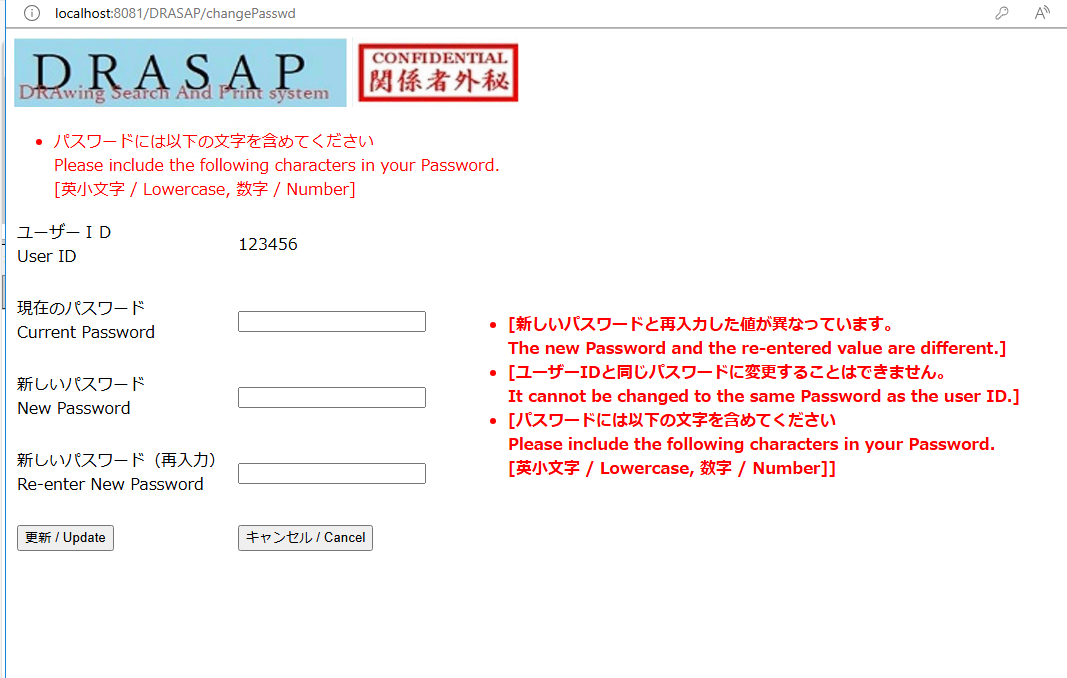 localhost:8081/DRASAP/changePasswd
DRASAP
DRAwing Search And Print system
CONFIDENTIAL
関係者外秘
パスワードには以下の文字を含めてください
Please include the following characters in your Password.
[英小文字 / Lowercase, 数字 / Number]
ユーザーＩＤ
User ID
123456
現在のパスワード
Current Password
新しいパスワード
New Password
新しいパスワード（再入力）
Re-enter New Password
[新しいパスワードと再入力した値が異なっています。
The new Password and the re-entered value are different.]
[ユーザーIDと同じパスワードに変更することはできません。
It cannot be changed to the same Password as the user ID.]
[パスワードには以下の文字を含めてください
Please include the following characters in your Password.
[英小文字 / Lowercase, 数字 / Number]]
更新 / Update
キャンセル / Cancel